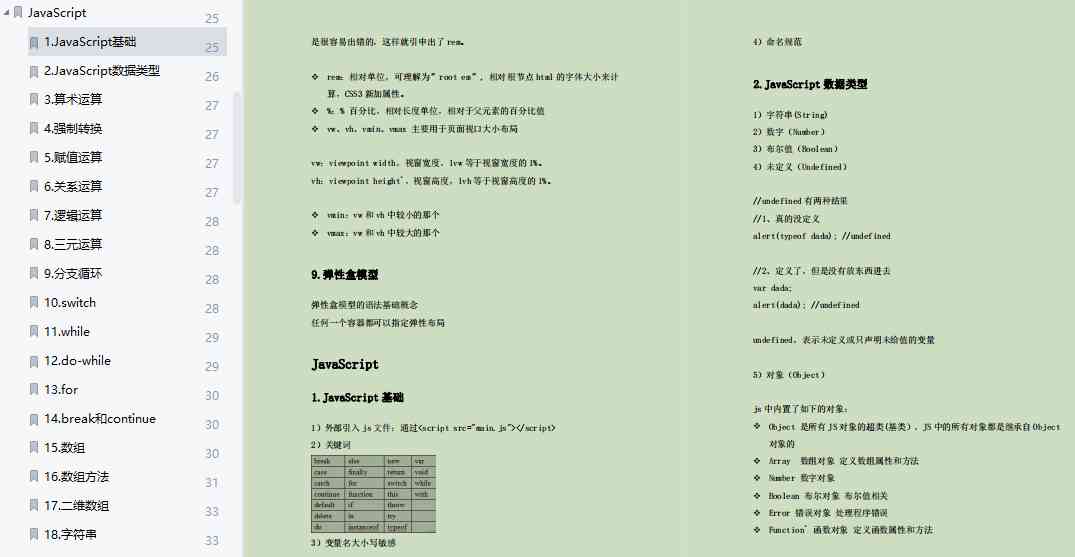 JavaScript 25
1.JavaScript基础 25
2.JavaScript数据类型 26
3.算术运算 27
4.强制转换 27
5.赋值运算 27
6.关系运算 27
7.逻辑运算 28
8.三元运算 28
9.分支循环 28
10.switch 28
11.while 29
12.do-while 29
13.for 30
14.break和continue 30
15.数组 30
16.数组方法 31
17.二维数组 33
18.字符串 33
是很容易出错的，这样就引申出了 rem。
❖ rem：相对单位，可理解为”root em”，相对根节点 html 的字体大小来计
算，CSS3 新加属性。
❖ %：% 百分比，相对长度单位，相对于父元素的百分比值
❖ vw、vh、vmin、vmax 主要用于页面视口大小布局
vw：viewpoint width，视窗宽度，1vw 等于视窗宽度的 1%。
vh：viewpoint height`，视窗高度，1vh 等于视窗高度的 1%。
❖ vmin：vw 和 vh 中较小的那个
❖ vmax：vw 和 vh 中较大的那个
9.弹性盒模型
弹性盒模型的语法基础概念
任何一个容器都可以指定弹性布局
JavaScript
1.JavaScript 基础
1）外部引入 js 文件：通过<script src="main.js"></script>
2）关键词
break else new var
case finally return void
catch for switch while
continue function this with
default if throw
delete in try
do instanceof typeof
3）变量名大小写敏感
4）命名规范
2.JavaScript 数据类型
1）字符串(String)
2）数字（Number）
3）布尔值（Boolean）
4）未定义（Undefined）
//undefined 有两种结果
//1、真的没定义
alert(typeof dada); //undefined
//2、定义了，但是没有放东西进去
var dada;
alert(dada); //undefined
undefined，表示未定义或只声明未给值的变量
5）对象（Object）
js 中内置了如下的对象：
❖ Object 是所有 JS 对象的超类(基类)，JS 中的所有对象都是继承自 Object
对象的
❖ Array 数组对象 定义数组属性和方法
❖ Number 数字对象
❖ Boolean 布尔对象 布尔值相关
❖ Error 错误对象 处理程序错误
❖ Function` 函数对象 定义函数属性和方法